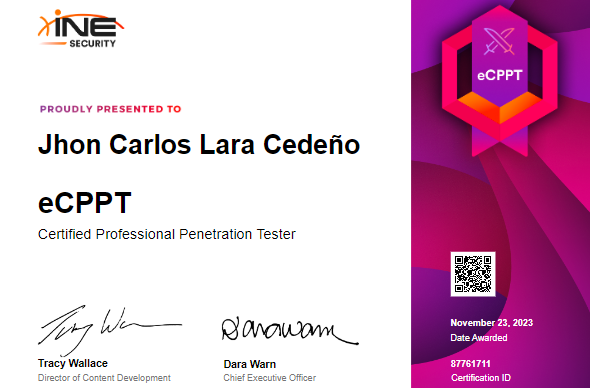 INE
SECURITY
PROUDLY PRESENTED TO
Jhon Carlos Lara Cedeño
eCPPT
Certified Professional Penetration Tester
Tracy Wallace
Director of Content Development
Dara Warn
Chief Executive Officer
eCPPT
November 23, 2023
Date Awarded
87761711
Certification ID